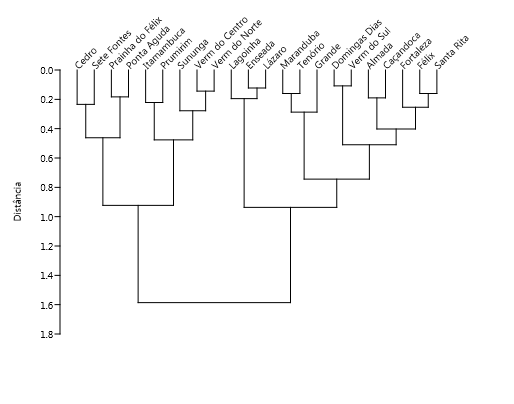 Cedro
Sete Fontes
Prainha do Félix
Ponta Aguda
Itamambuca
Prumirim
Sununga
Verm do Centro
Verm do Norte
Lagoinha
Enseada
Lázaro
Maranduba
Tenório
Grande
Domingas Dias
Verm do Sul
Almada
Caçandoca
Fortaleza
Félix
Santa Rita
0.0
0.2
0.4
0.6
0.8
1.0
1.2
1.4
1.6
1.8
Distância